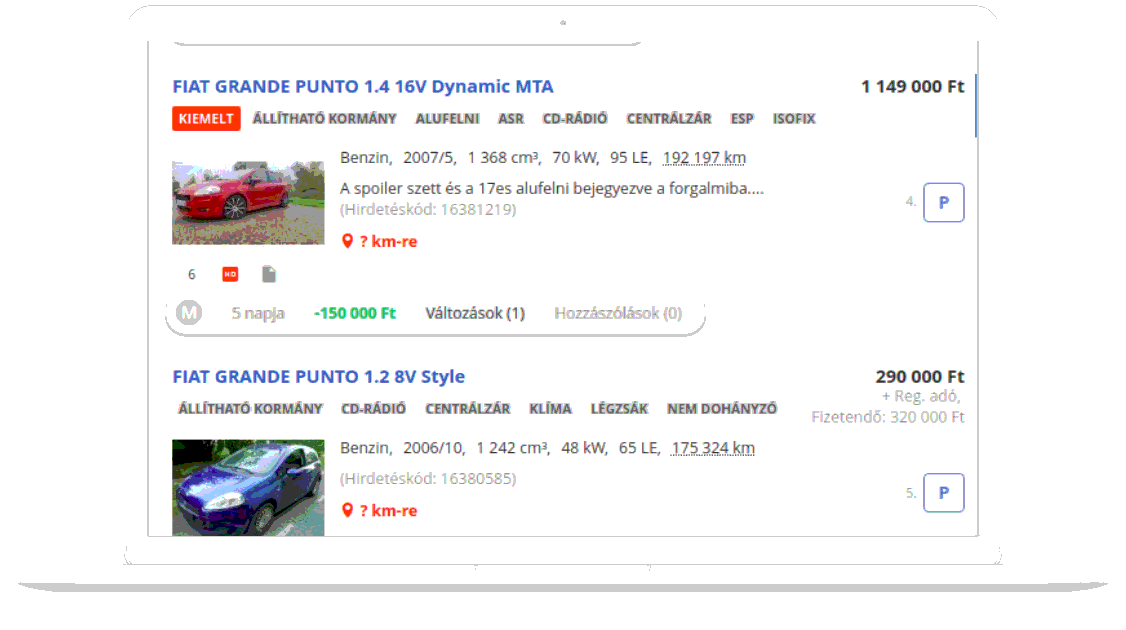 FIAT GRANDE PUNTO 1.4 16V Dynamic MTA 1 149 000 Ft
KIEMELT ÁLLÍTHATÓ KORMÁNY ALUFELNI ASR CD-RÁDIÓ CENTRÁLZÁR ESP ISOFIX
Benzin, 2007/5, 1 368 cm³, 70 kW, 95 LE, 192 197 km
A spoiler szett és a 17es alufelni bejegyezve a forgalmiba....
(Hirdetéskód: 16381219)
4. P
? km-re
6 HD
M 5 napja -150 000 Ft Változások (1) Hozzászólások (0)
FIAT GRANDE PUNTO 1.2 8V Style 290 000 Ft
+ Reg. adó,
Fizetendő: 320 000 Ft
ÁLLÍTHATÓ KORMÁNY CD-RÁDIÓ CENTRÁLZÁR KLÍMA LÉGZSÁK NEM DOHÁNYZÓ
Benzin, 2006/10, 1 242 cm³, 48 kW, 65 LE, 175 324 km
(Hirdetéskód: 16380585)
5. P
? km-re